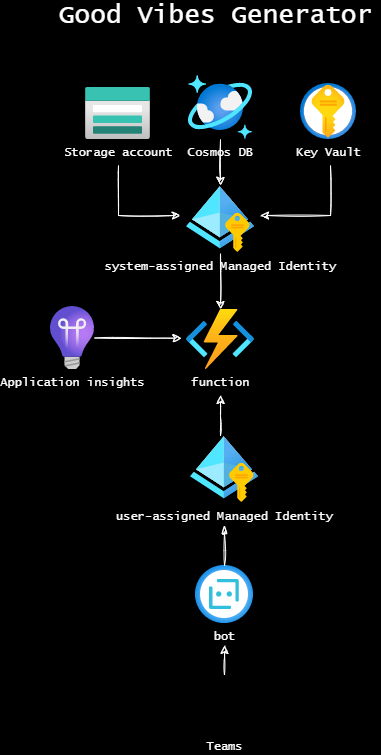 Good Vibes Generator
Storage account
Cosmos DB
Key Vault
system-assigned Managed Identity
Application insights
function
user-assigned Managed Identity
bot
Teams